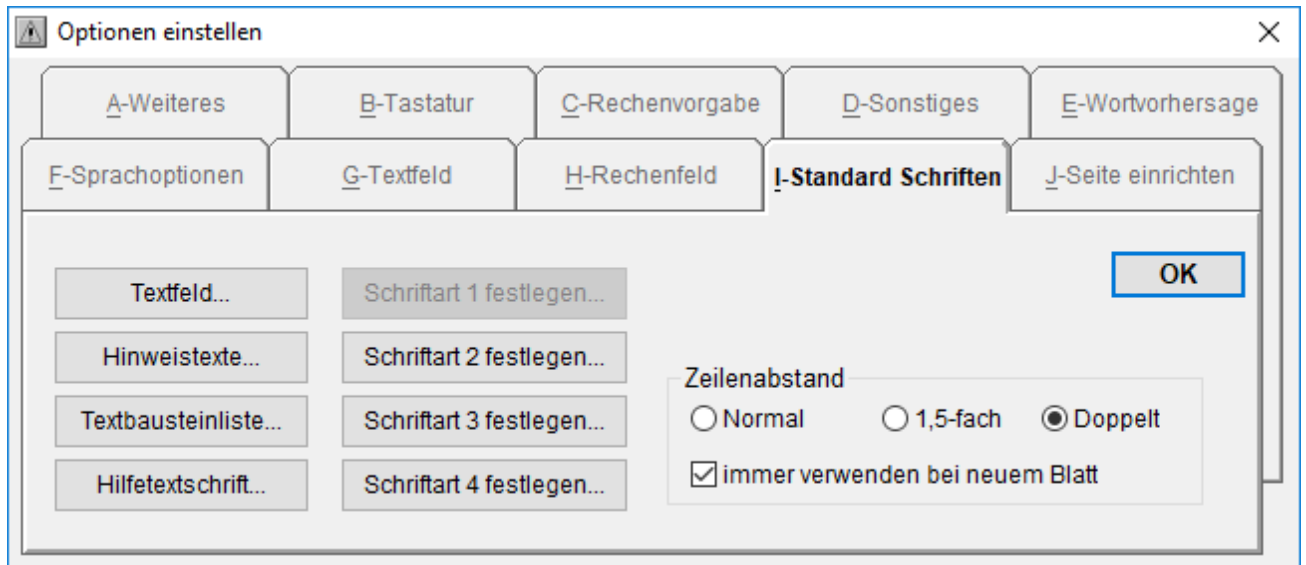 Optionen einstellen
A-Weiteres
B-Tastatur
C-Rechenvorgabe
D-Sonstiges
E-Wortvorhersage
F-Sprachoptionen
G-Textfeld
H-Rechenfeld
I-Standard Schriften
J-Seite einrichten
Textfeld...
Hinweistexte...
Textbausteinliste...
Hilfetextschrift...
Schriftart 1 festlegen...
Schriftart 2 festlegen...
Schriftart 3 festlegen...
Schriftart 4 festlegen...
OK
Zeilenabstand
Normal
1,5-fach
Doppelt
immer verwenden bei neuem Blatt